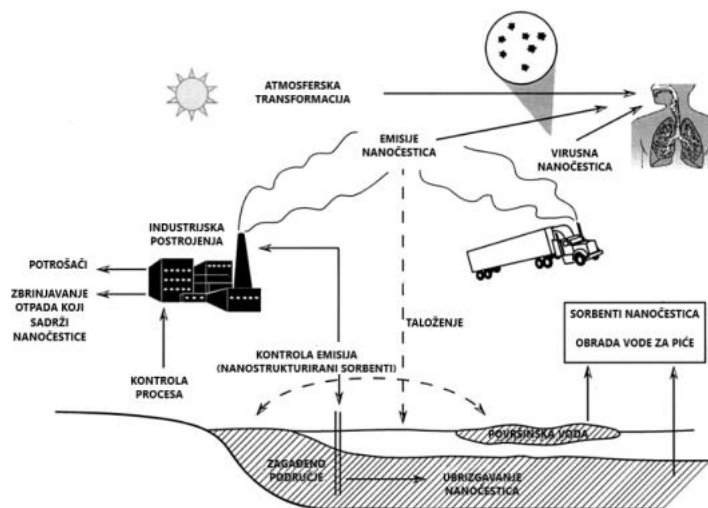 ATMOSFERSKA
TRANSFORMACIJA
EMISIJE
NANOČESTICA
VIRUSNA
NANOČESTICA
INDUSTRIJSKA
POSTROJENJA
POTROŠAČI
ZBRINJAVANJE
OTPADA KOJI
SADRŽI
NANOČESTICE
TALOŽENJE
SORBENTI NANOČESTICA
OBRADA VODE ZA PIĆE
KONTROLA
PROCESA
KONTROLA EMISIJA
(NANOSTRUKTURIRANI SORBENTI)
POVRŠINSKA VODA
ZAGAĐENO
PODRUČJE
UBRIZGAVANJE
NANOČESTICA